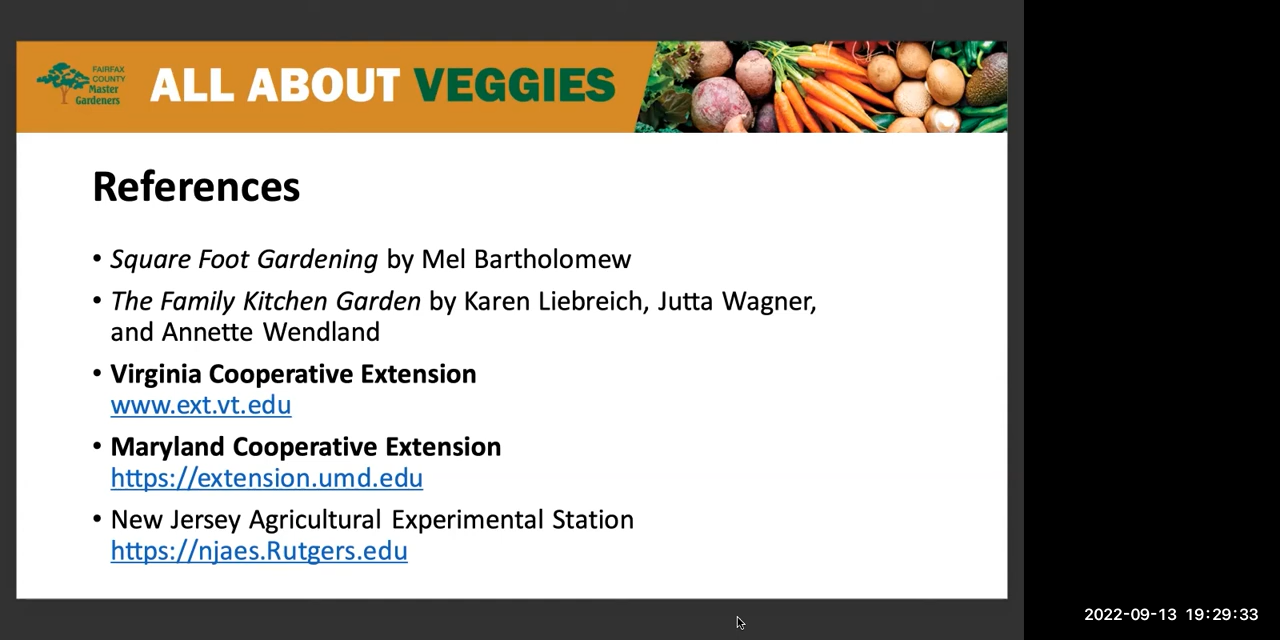 FAIRFAX
COUNTY
Master
Gardeners
ALL ABOUT VEGGIES
References
• Square Foot Gardening by Mel Bartholomew
• The Family Kitchen Garden by Karen Liebreich, Jutta Wagner,
and Annette Wendland
• Virginia Cooperative Extension
www.ext.vt.edu
• Maryland Cooperative Extension
https://extension.umd.edu
• New Jersey Agricultural Experimental Station
https://njaes.Rutgers.edu
2022-09-13 19:29:33